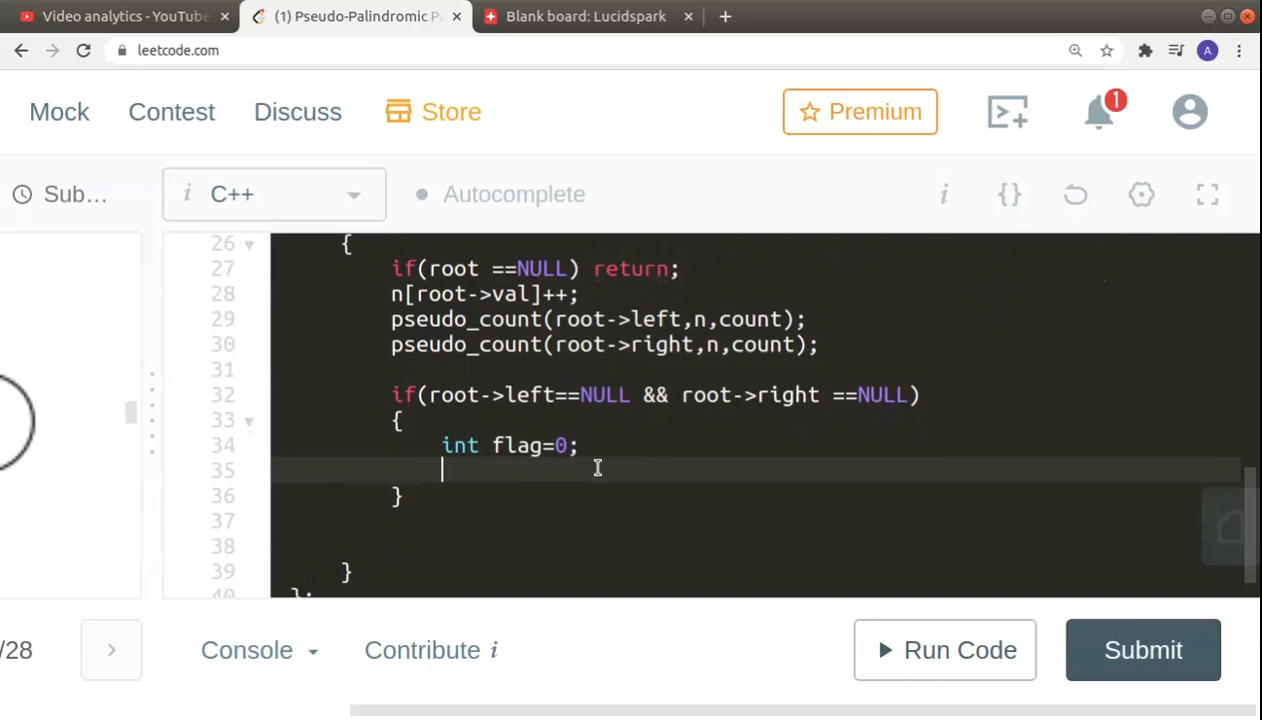 Video analytics - YouTube
(1) Pseudo-Palindromic P
Blank board: Lucidspark
leetcode.com
A
Mock
Contest
Discuss
Store
Premium
1
Sub...
i
C++
Autocomplete
i
{}
26
{
27
if(root ==NULL) return;
28
n[root->val]++;
29
pseudo_count(root->left,n,count);
30
pseudo_count(root->right,n,count);
31
32
if(root->left==NULL && root->right ==NULL)
33
{
34
int flag=0;
35
36
}
37
38
39
}
40
};
/28
Console
Contribute i
Run Code
Submit